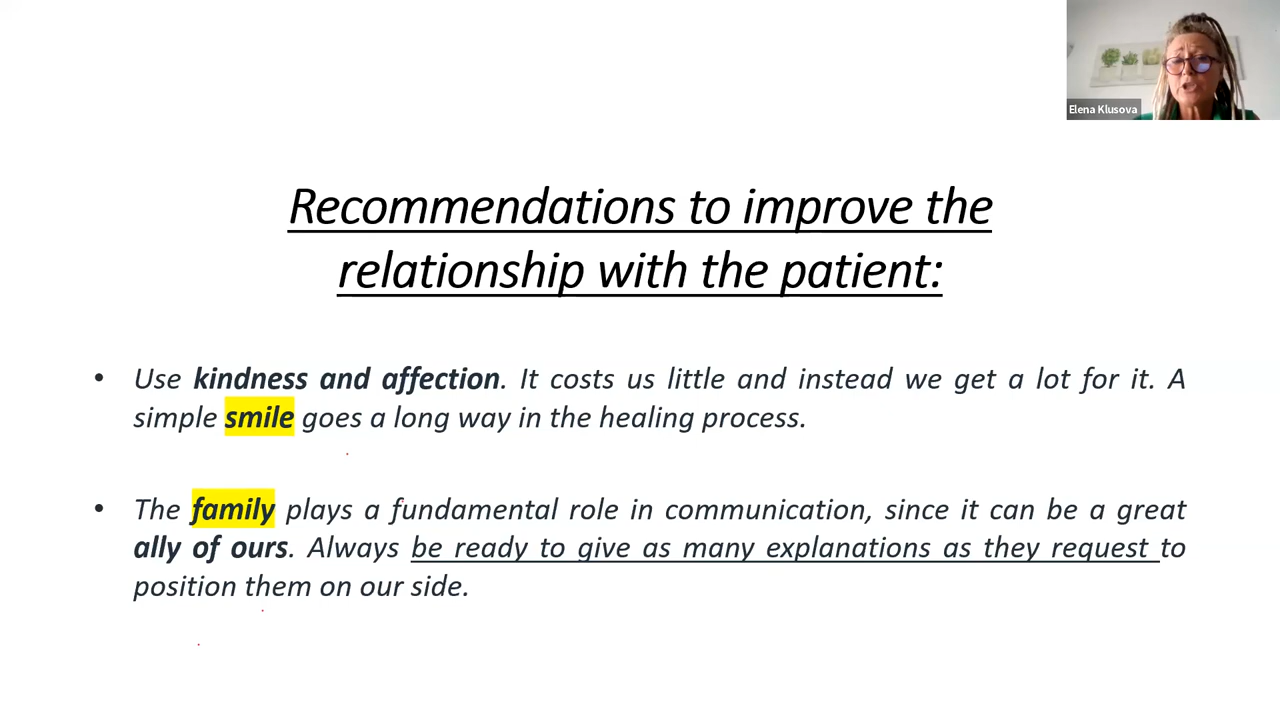 Elena Klusova
Recommendations to improve the
relationship with the patient:
• Use kindness and affection. It costs us little and instead we get a lot for it. A
simple smile goes a long way in the healing process.
• The family plays a fundamental role in communication, since it can be a great
ally of ours. Always be ready to give as many explanations as they request to
position them on our side.